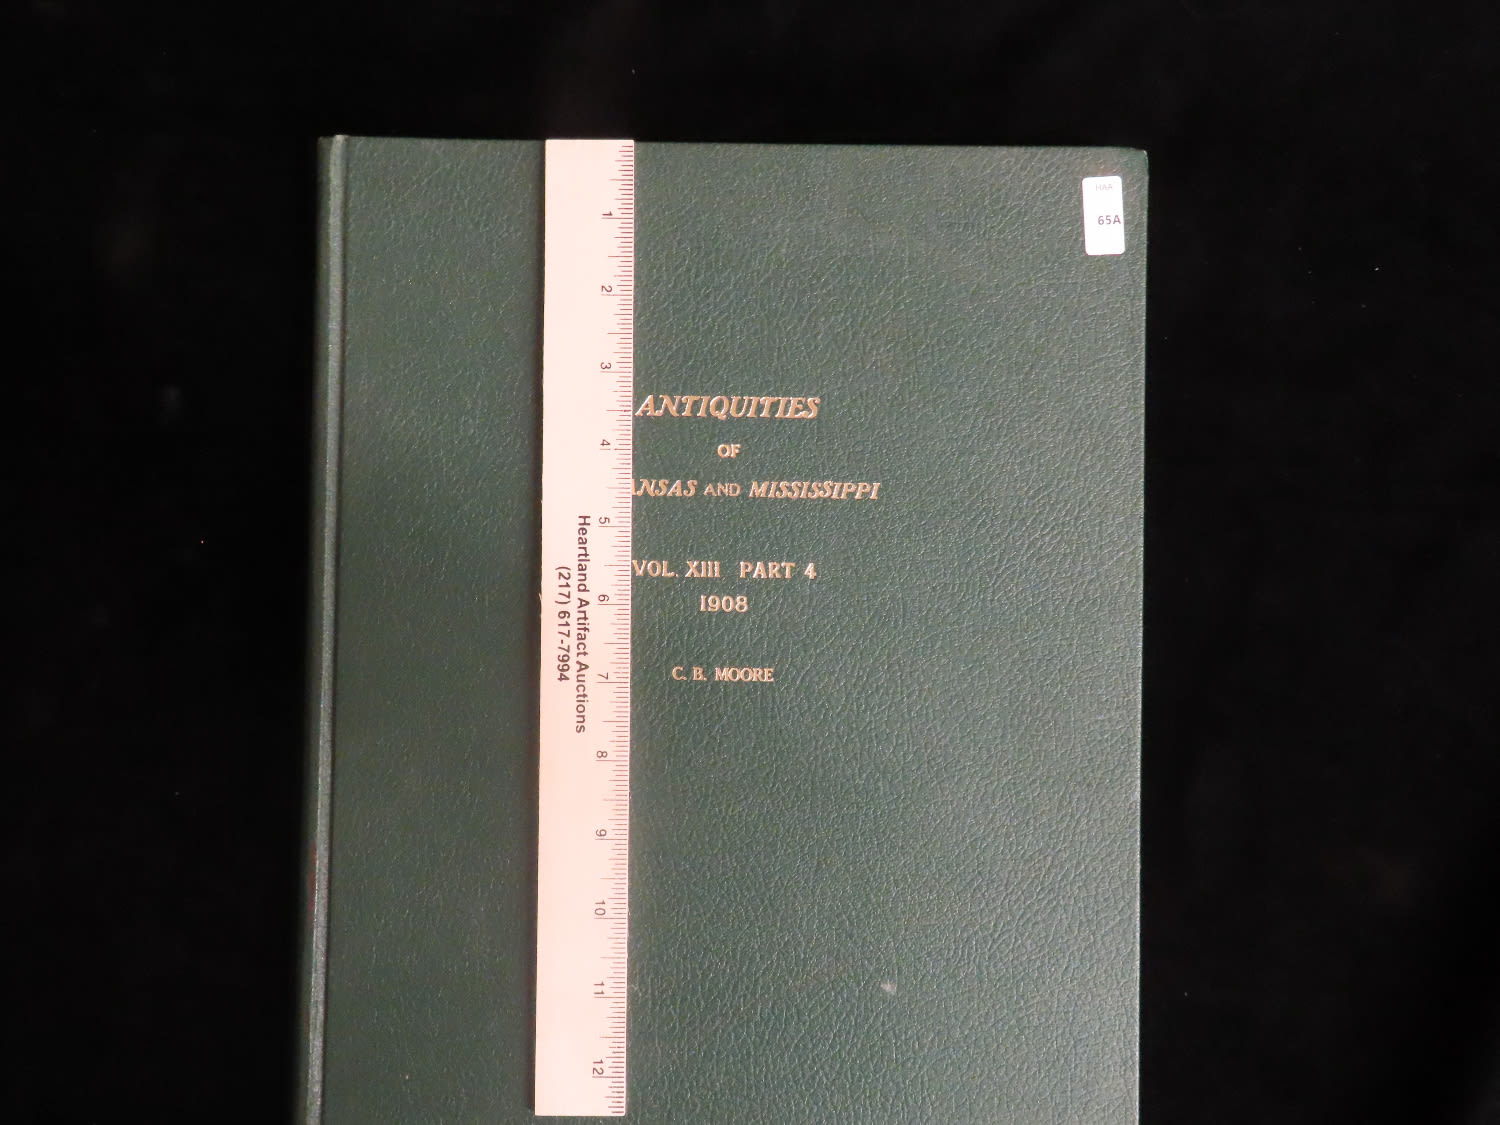 HAA
65A
ANTIQUITIES
OF
ANSAS AND MISSISSIPPI
VOL. XIII PART 4
1908
C. B. MOORE
1
2
3
4
5
6
7
8
9
10
11
12
Heartland Artifact Auctions
(217) 617-7994